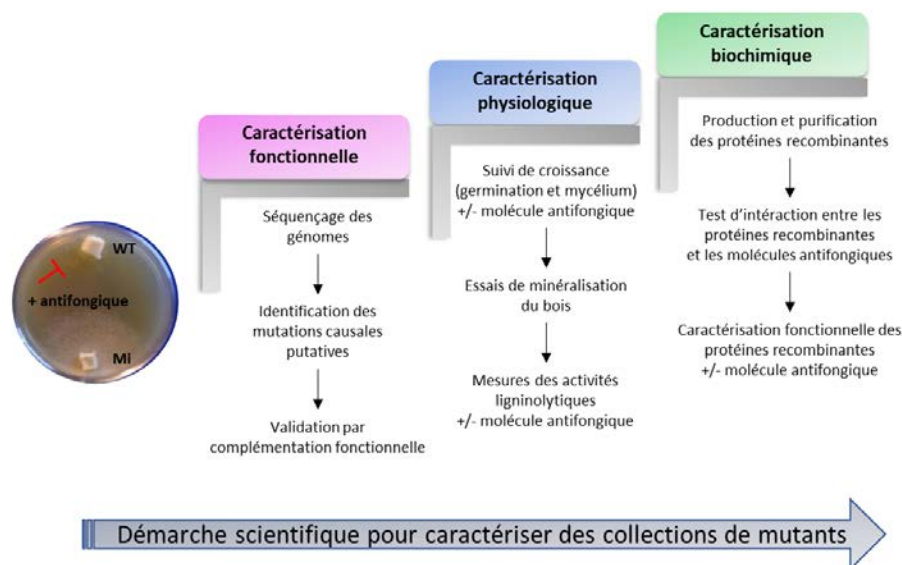 WT
+ antifongique
Mi
Caractérisation
fonctionnelle
Séquençage des
génomes
Identification des
mutations causales
putatives
Validation par
complémentation fonctionnelle
Caractérisation
physiologique
Suivi de croissance
(germination et mycélium)
+/- molécule antifongique
Essais de minéralisation
du bois
Mesures des activités
ligninolytiques
+/- molécule antifongique
Caractérisation
biochimique
Production et purification
des protéines recombinantes
Test d'intéraction entre les
protéines recombinantes
et les molécules antifongiques
Caractérisation fonctionnelle des
protéines recombinantes
+/- molécule antifongique
Démarche scientifique pour caractériser des collections de mutants